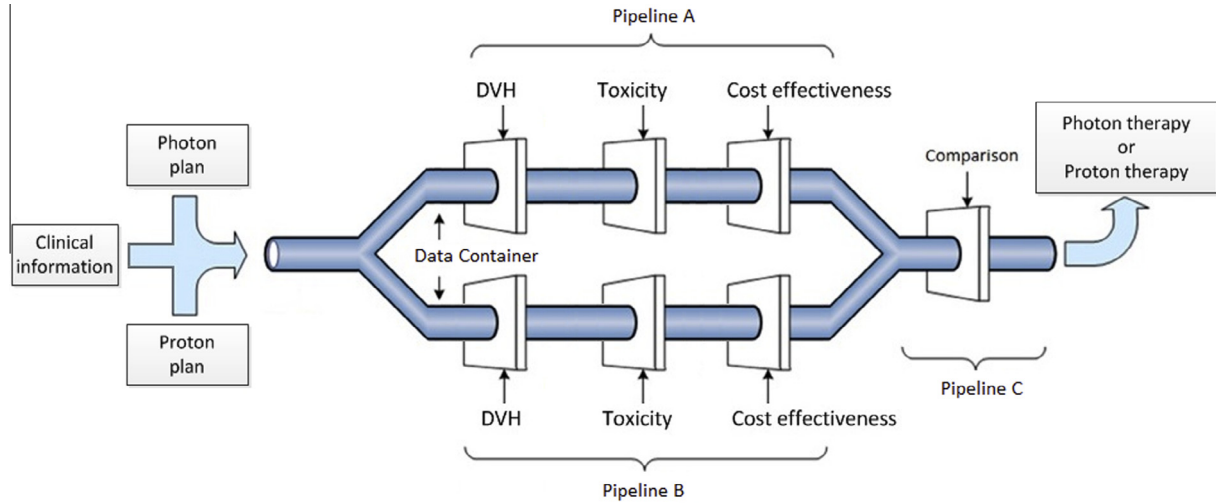 Pipeline A
DVH
Toxicity
Cost effectiveness
Photon
plan
Photon therapy
or
Proton therapy
Comparison
Clinical
information
Data Container
Proton
plan
Pipeline C
DVH
Toxicity
Cost effectiveness
Pipeline B